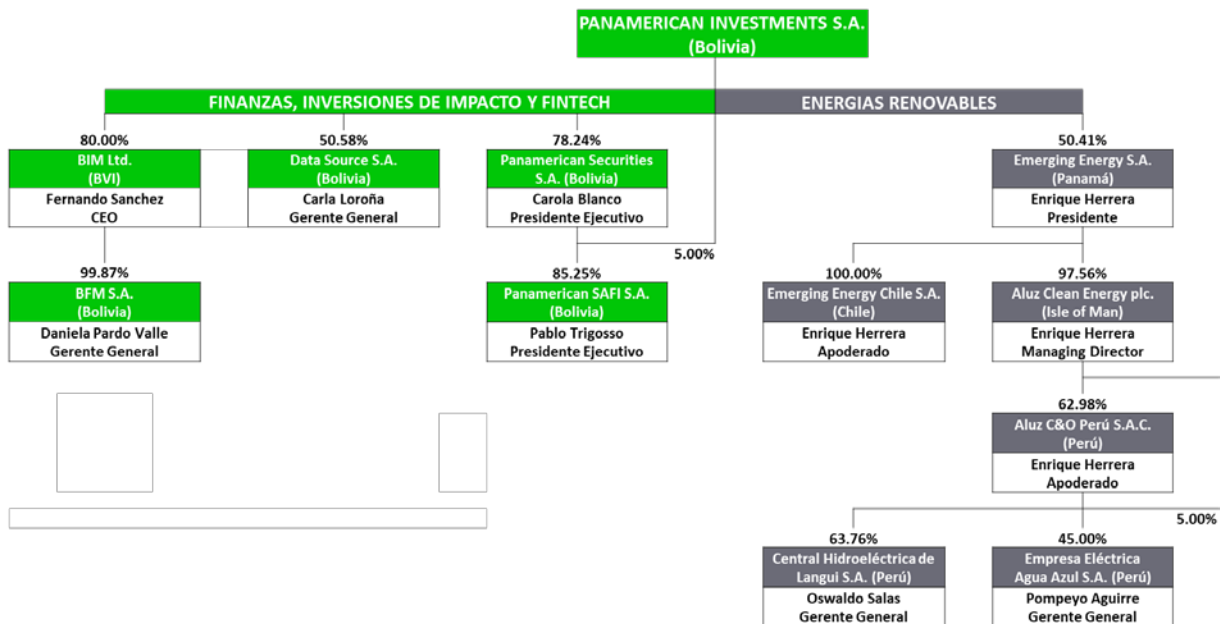 PANAMERICAN INVESTMENTS S.A.
(Bolivia)
FINANZAS, INVERSIONES DE IMPACTO Y FINTECH
ENERGIAS RENOVABLES
80.00%
BIM Ltd.
(BVI)
Fernando Sanchez
CEO
50.58%
Data Source S.A.
(Bolivia)
Carla Loroña
Gerente General
78.24%
Panamerican Securities
S.A. (Bolivia)
Carola Blanco
Presidente Ejecutivo
50.41%
Emerging Energy S.A.
(Panamá)
Enrique Herrera
Presidente
5.00%
99.87%
BFM S.A.
(Bolivia)
Daniela Pardo Valle
Gerente General
85.25%
Panamerican SAFI S.A.
(Bolivia)
Pablo Trigosso
Presidente Ejecutivo
100.00%
Emerging Energy Chile S.A.
(Chile)
Enrique Herrera
Apoderado
97.56%
Aluz Clean Energy plc.
(Isle of Man)
Enrique Herrera
Managing Director
62.98%
Aluz C&O Perú S.A.C.
(Perú)
Enrique Herrera
Apoderado
5.00%
63.76%
Central Hidroeléctrica de
Langui S.A. (Perú)
Oswaldo Salas
Gerente General
45.00%
Empresa Eléctrica
Agua Azul S.A. (Perú)
Pompeyo Aguirre
Gerente General